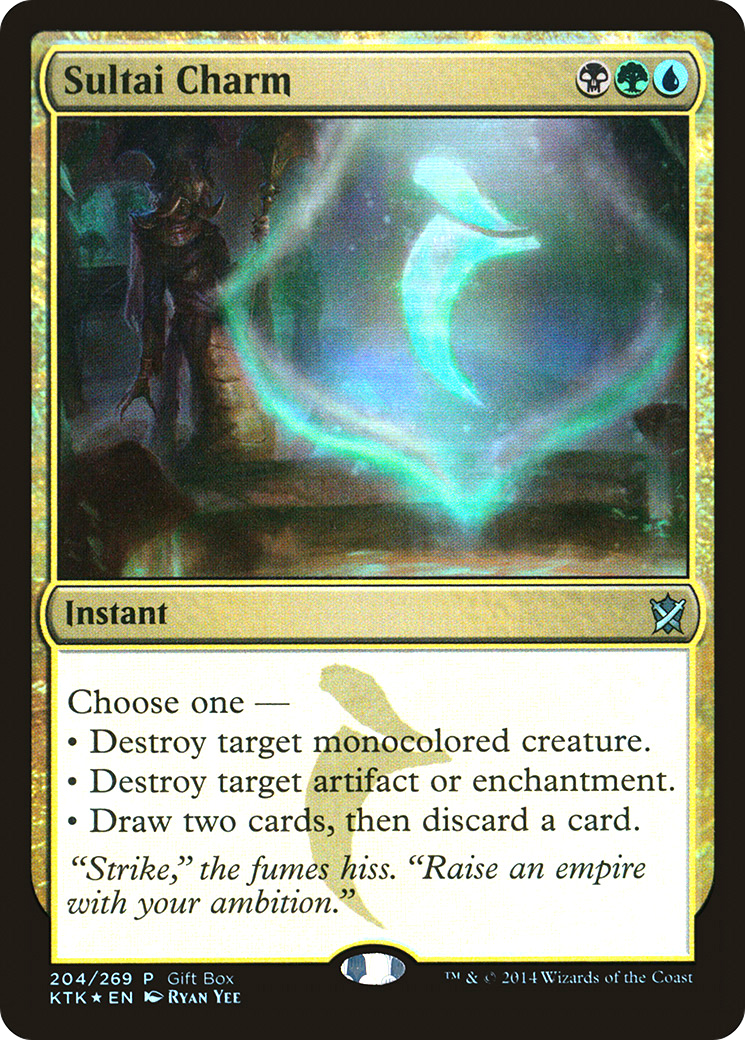 Sultai Charm
Instant
Choose one —
• Destroy target monocolored creature.
• Destroy target artifact or enchantment.
• Draw two cards, then discard a card.
“Strike,” the fumes hiss. “Raise an empire
with your ambition.”
204/269 P Gift Box
KTK ★ EN Ryan Yee
™ & © 2014 Wizards of the Coast